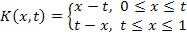 K(x,t) = { x − t, 0 ≤ x ≤ t
t − x, t ≤ x ≤ 1